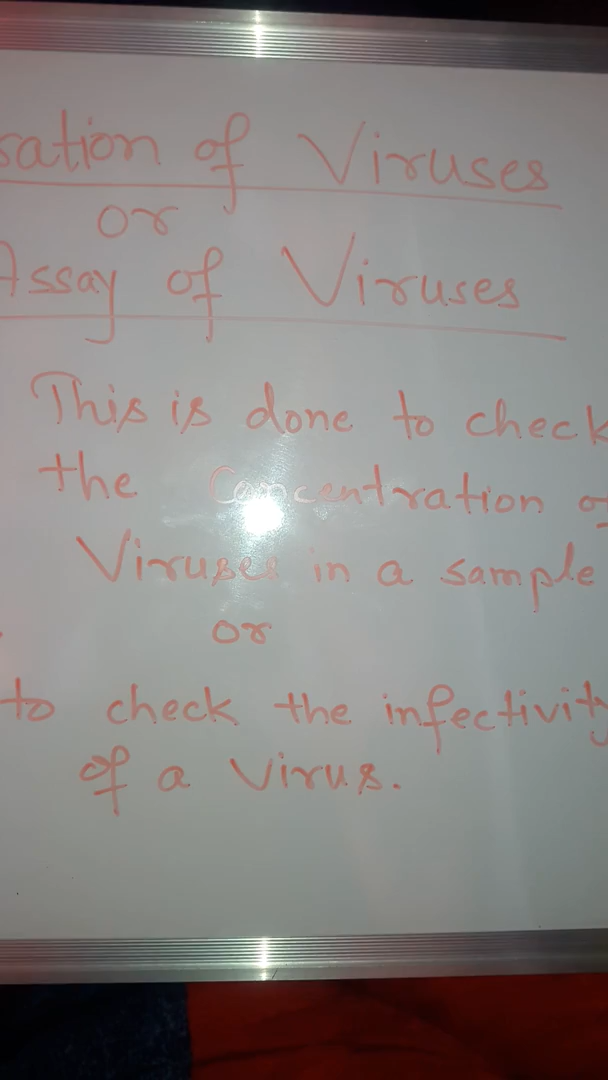 sation of Viruses
or
Assay of Viruses
This is done to check
the Concentration of
Viruses in a sample
or
to check the infectivity
of a virus.